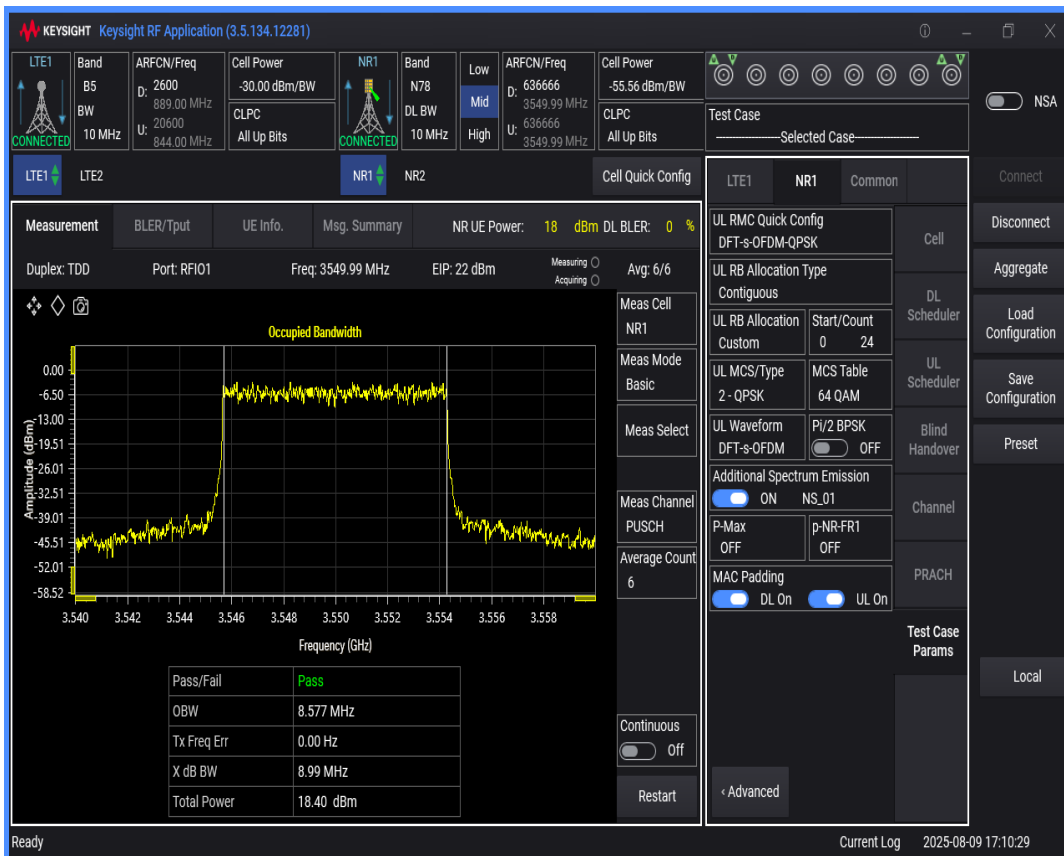 KEYSIGHT Keysight RF Application (3.5.134.12281)
LTE1 Band ARFCN/Freq Cell Power NR1 Band Low ARFCN/Freq Cell Power
B5 D: 2600 -30.00 dBm/BW N78 D: 636666 -55.56 dBm/BW
889.00 MHz 3549.99 MHz
BW CLPC DL BW Mid CLPC
U: 20600 U: 636666
CONNECTED 10 MHz 844.00 MHz All Up Bits CONNECTED 10 MHz High 3549.99 MHz All Up Bits
Test Case
Selected Case
NSA
LTE1 LTE2 NR1 NR2 Cell Quick Config
LTE1 NR1 Common
Connect
Disconnect
Aggregate
Load
Configuration
Save
Configuration
Preset
Local
Measurement BLER/Tput UE Info. Msg. Summary NR UE Power: 18 dBm DL BLER: 0 %
Duplex: TDD Port: RFIO1 Freq: 3549.99 MHz EIP: 22 dBm Measuring Avg: 6/6
Acquiring
Occupied Bandwidth
Amplitude (dBm)
0.00
-6.50
-13.00
-19.51
-26.01
-32.51
-39.01
-45.51
-52.01
-58.52
3.540 3.542 3.544 3.546 3.548 3.550 3.552 3.554 3.556 3.558
Frequency (GHz)
Pass/Fail Pass
OBW 8.577 MHz
Tx Freq Err 0.00 Hz
X dB BW 8.99 MHz
Total Power 18.40 dBm
Meas Cell
NR1
Meas Mode
Basic
Meas Select
Meas Channel
PUSCH
Average Count
6
Continuous
Off
Restart
UL RMC Quick Config
DFT-s-OFDM-QPSK
UL RB Allocation Type
Contiguous
UL RB Allocation Start/Count
Custom 0 24
UL MCS/Type MCS Table
2 - QPSK 64 QAM
UL Waveform Pi/2 BPSK
DFT-s-OFDM OFF
Additional Spectrum Emission
ON NS_01
P-Max p-NR-FR1
OFF OFF
MAC Padding
DL On UL On
‹ Advanced
Cell
DL
Scheduler
UL
Scheduler
Blind
Handover
Channel
PRACH
Test Case
Params
Ready Current Log 2025-08-09 17:10:29